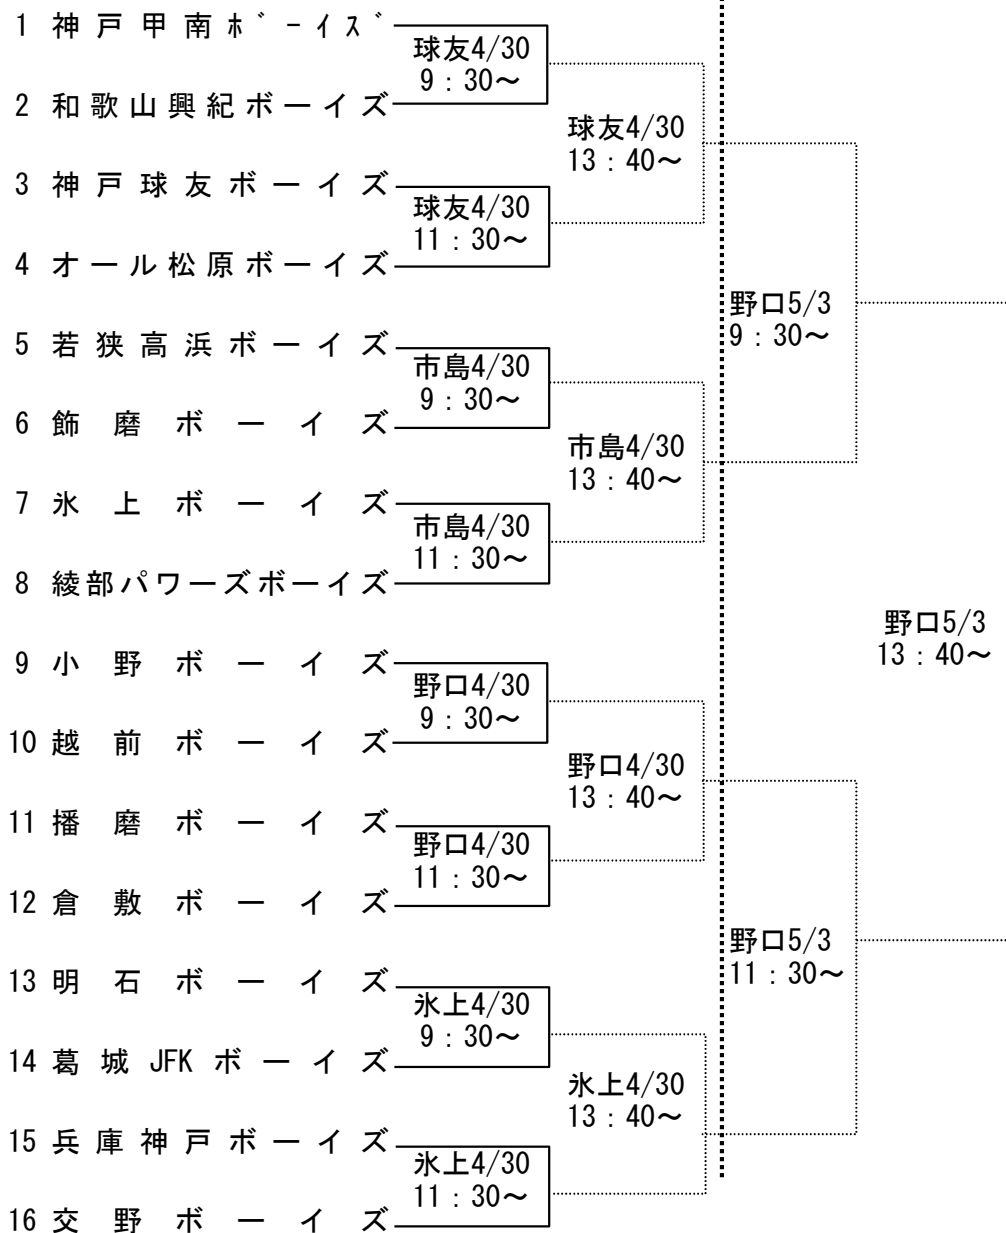 1 神戸甲南ﾎﾞｰｲｽﾞ
球友4/30
9：30～
2 和歌山興紀ボーイズ
球友4/30
13：40～
3 神戸球友ボーイズ
球友4/30
11：30～
4 オール松原ボーイズ
野口5/3
9：30～
5 若狭高浜ボーイズ
市島4/30
9：30～
6 飾磨ボーイズ
市島4/30
13：40～
7 氷上ボーイズ
市島4/30
11：30～
8 綾部パワーズボーイズ
野口5/3
13：40～
9 小野ボーイズ
野口4/30
9：30～
10 越前ボーイズ
野口4/30
13：40～
11 播磨ボーイズ
野口4/30
11：30～
12 倉敷ボーイズ
野口5/3
11：30～
13 明石ボーイズ
氷上4/30
9：30～
14 葛城JFKボーイズ
氷上4/30
13：40～
15 兵庫神戸ボーイズ
氷上4/30
11：30～
16 交野ボーイズ